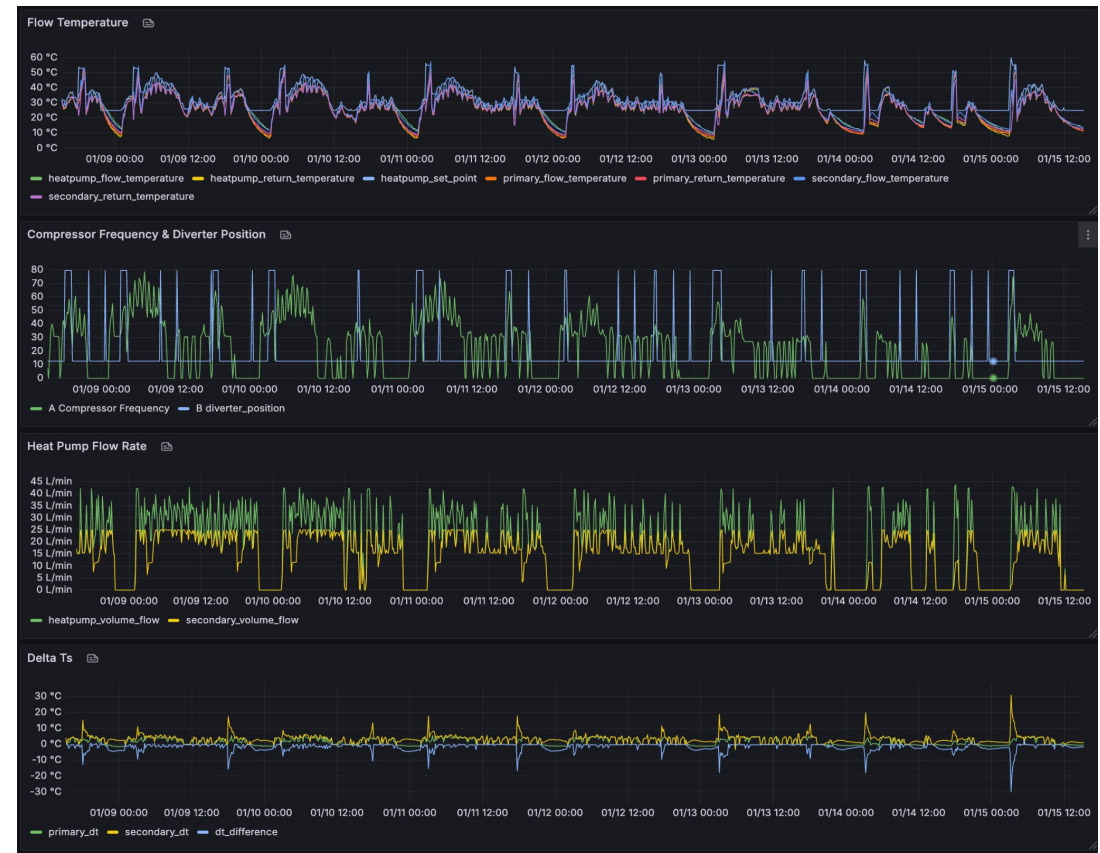 Flow Temperature
60 °C
50 °C
40 °C
30 °C
20 °C
10 °C
0 °C
01/09 00:00 01/09 12:00 01/10 00:00 01/10 12:00 01/11 00:00 01/11 12:00 01/12 00:00 01/12 12:00 01/13 00:00 01/13 12:00 01/14 00:00 01/14 12:00 01/15 00:00 01/15 12:00
heatpump_flow_temperature heatpump_return_temperature heatpump_set_point primary_flow_temperature primary_return_temperature secondary_flow_temperature
secondary_return_temperature
Compressor Frequency & Diverter Position
80
70
60
50
40
30
20
10
0
01/09 00:00 01/09 12:00 01/10 00:00 01/10 12:00 01/11 00:00 01/11 12:00 01/12 00:00 01/12 12:00 01/13 00:00 01/13 12:00 01/14 00:00 01/14 12:00 01/15 00:00 01/15 12:00
A Compressor Frequency B diverter_position
Heat Pump Flow Rate
45 L/min
40 L/min
35 L/min
30 L/min
25 L/min
20 L/min
15 L/min
10 L/min
5 L/min
0 L/min
01/09 00:00 01/09 12:00 01/10 00:00 01/10 12:00 01/11 00:00 01/11 12:00 01/12 00:00 01/12 12:00 01/13 00:00 01/13 12:00 01/14 00:00 01/14 12:00 01/15 00:00 01/15 12:00
heatpump_volume_flow secondary_volume_flow
Delta Ts
30 °C
20 °C
10 °C
0 °C
-10 °C
-20 °C
-30 °C
01/09 00:00 01/09 12:00 01/10 00:00 01/10 12:00 01/11 00:00 01/11 12:00 01/12 00:00 01/12 12:00 01/13 00:00 01/13 12:00 01/14 00:00 01/14 12:00 01/15 00:00 01/15 12:00
primary_dt secondary_dt dt_difference